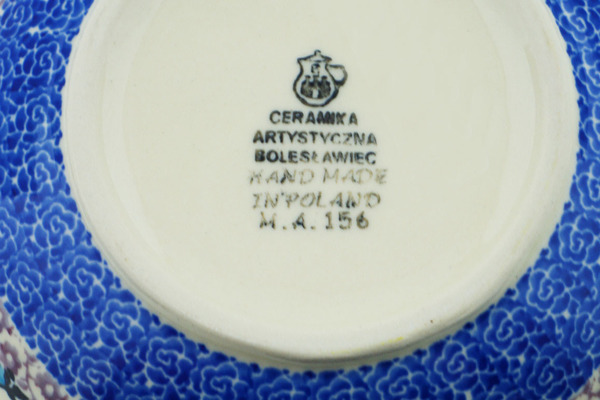 CERAMIKA
ARTYSTYCZNA
BOLESŁAWIEC
HAND MADE
IN POLAND
M.A.156